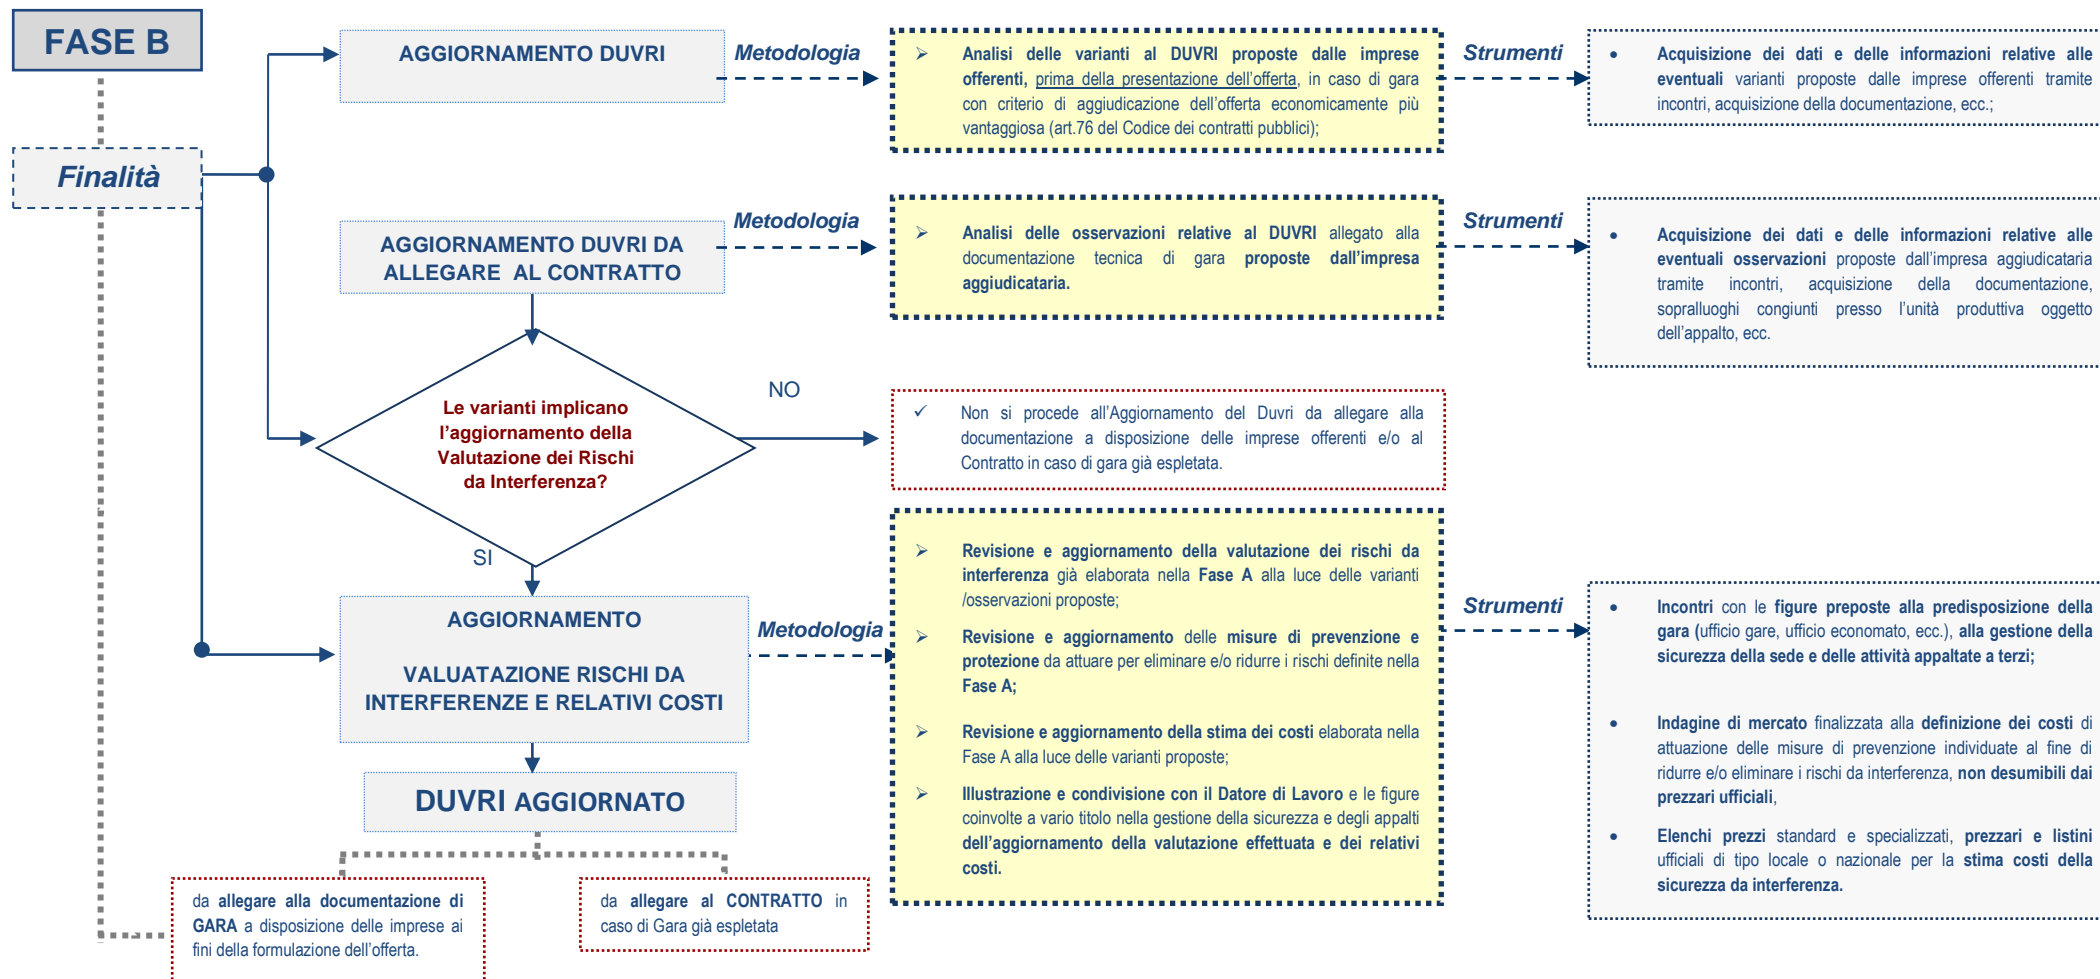 FASE B
Finalità
AGGIORNAMENTO DUVRI
Metodologia
➢ Analisi delle varianti al DUVRI proposte dalle imprese
offerenti, prima della presentazione dell'offerta, in caso di gara
con criterio di aggiudicazione dell'offerta economicamente più
vantaggiosa (art.76 del Codice dei contratti pubblici);
Strumenti
• Acquisizione dei dati e delle informazioni relative alle
eventuali varianti proposte dalle imprese offerenti tramite
incontri, acquisizione della documentazione, ecc.;
AGGIORNAMENTO DUVRI DA
ALLEGARE AL CONTRATTO
Metodologia
➢ Analisi delle osservazioni relative al DUVRI allegato alla
documentazione tecnica di gara proposte dall'impresa
aggiudicataria.
Strumenti
• Acquisizione dei dati e delle informazioni relative alle
eventuali osservazioni proposte dall'impresa aggiudicataria
tramite incontri, acquisizione della documentazione,
sopralluoghi congiunti presso l'unità produttiva oggetto
dell'appalto, ecc.
Le varianti implicano
l'aggiornamento della
Valutazione dei Rischi
da Interferenza?
NO
✓ Non si procede all'Aggiornamento del Duvri da allegare alla
documentazione a disposizione delle imprese offerenti e/o al
Contratto in caso di gara già espletata.
SI
AGGIORNAMENTO
VALUATAZIONE RISCHI DA
INTERFERENZE E RELATIVI COSTI
Metodologia
➢ Revisione e aggiornamento della valutazione dei rischi da
interferenza già elaborata nella Fase A alla luce delle varianti
/osservazioni proposte;
➢ Revisione e aggiornamento delle misure di prevenzione e
protezione da attuare per eliminare e/o ridurre i rischi definite nella
Fase A;
➢ Revisione e aggiornamento della stima dei costi elaborata nella
Fase A alla luce delle varianti proposte;
➢ Illustrazione e condivisione con il Datore di Lavoro e le figure
coinvolte a vario titolo nella gestione della sicurezza e degli appalti
dell'aggiornamento della valutazione effettuata e dei relativi
costi.
Strumenti
• Incontri con le figure preposte alla predisposizione della
gara (ufficio gare, ufficio economato, ecc.), alla gestione della
sicurezza della sede e delle attività appaltate a terzi;
• Indagine di mercato finalizzata alla definizione dei costi di
attuazione delle misure di prevenzione individuate al fine di
ridurre e/o eliminare i rischi da interferenza, non desumibili dai
prezzari ufficiali,
• Elenchi prezzi standard e specializzati, prezzari e listini
ufficiali di tipo locale o nazionale per la stima costi della
sicurezza da interferenza.
DUVRI AGGIORNATO
da allegare alla documentazione di
GARA a disposizione delle imprese ai
fini della formulazione dell'offerta.
da allegare al CONTRATTO in
caso di Gara già espletata